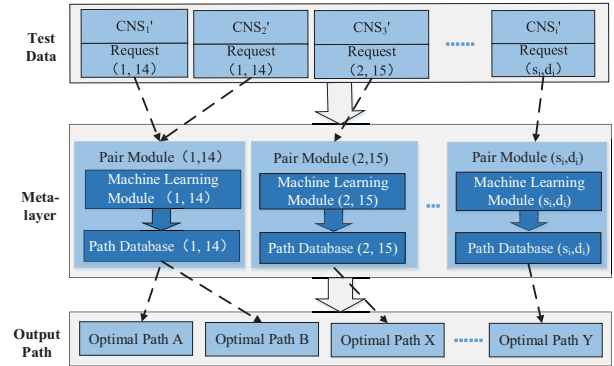 Test
Data
CNS₁'
Request
（1, 14）
CNS₂'
Request
（1, 14）
CNS₃'
Request
（2, 15）
......
CNSᵢ'
Request
(sᵢ,dᵢ)
Meta-
layer
Pair Module（1,14）
Machine Learning
Module（1, 14）
Path Database（1, 14）
Pair Module (2,15)
Machine Learning
Module (2, 15)
Path Database (2, 15)
...
Pair Module (sᵢ,dᵢ)
Machine Learning
Module (sᵢ,dᵢ)
Path Database (sᵢ,dᵢ)
Output
Path
Optimal Path A
Optimal Path B
Optimal Path X
......
Optimal Path Y